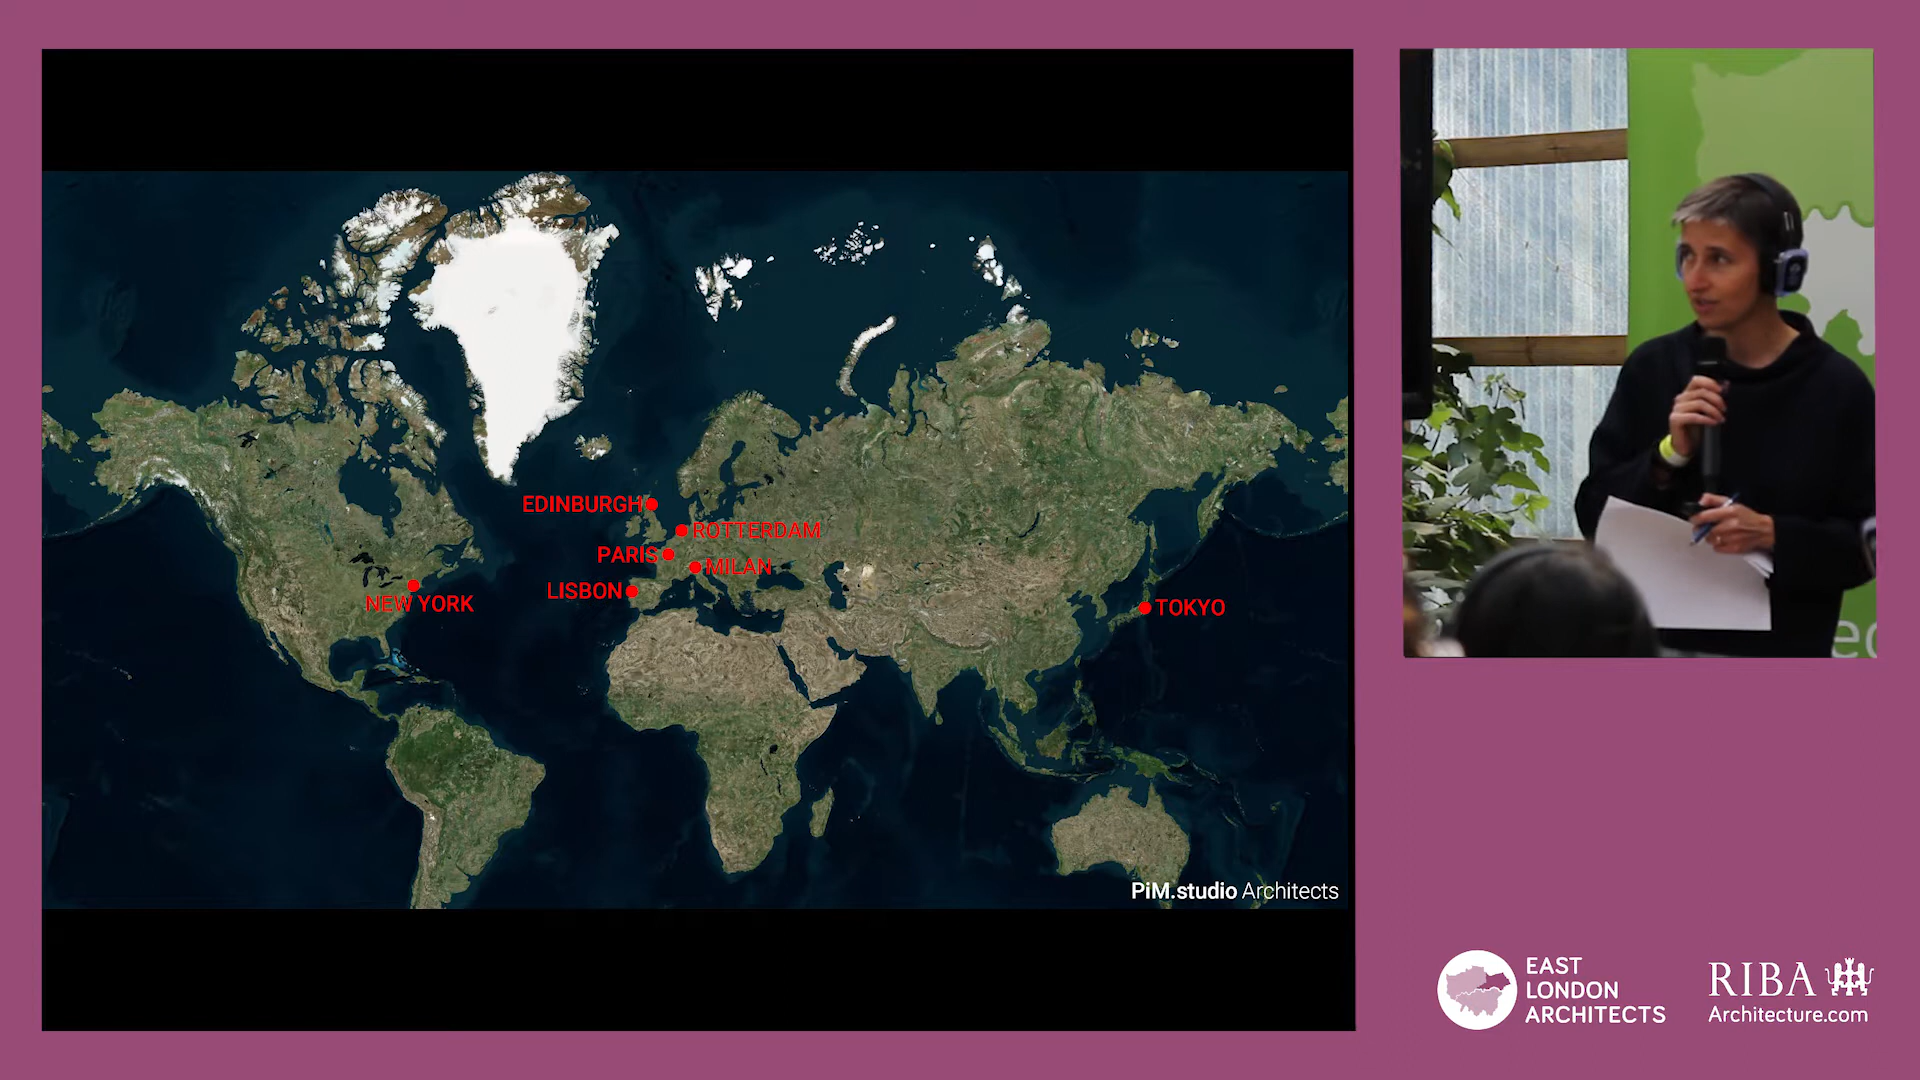 EDINBURGH
ROTTERDAM
PARIS
MILAN
LISBON
NEW YORK
TOKYO
PiM.studio Architects
EAST
LONDON
ARCHITECTS
RIBA
Architecture.com